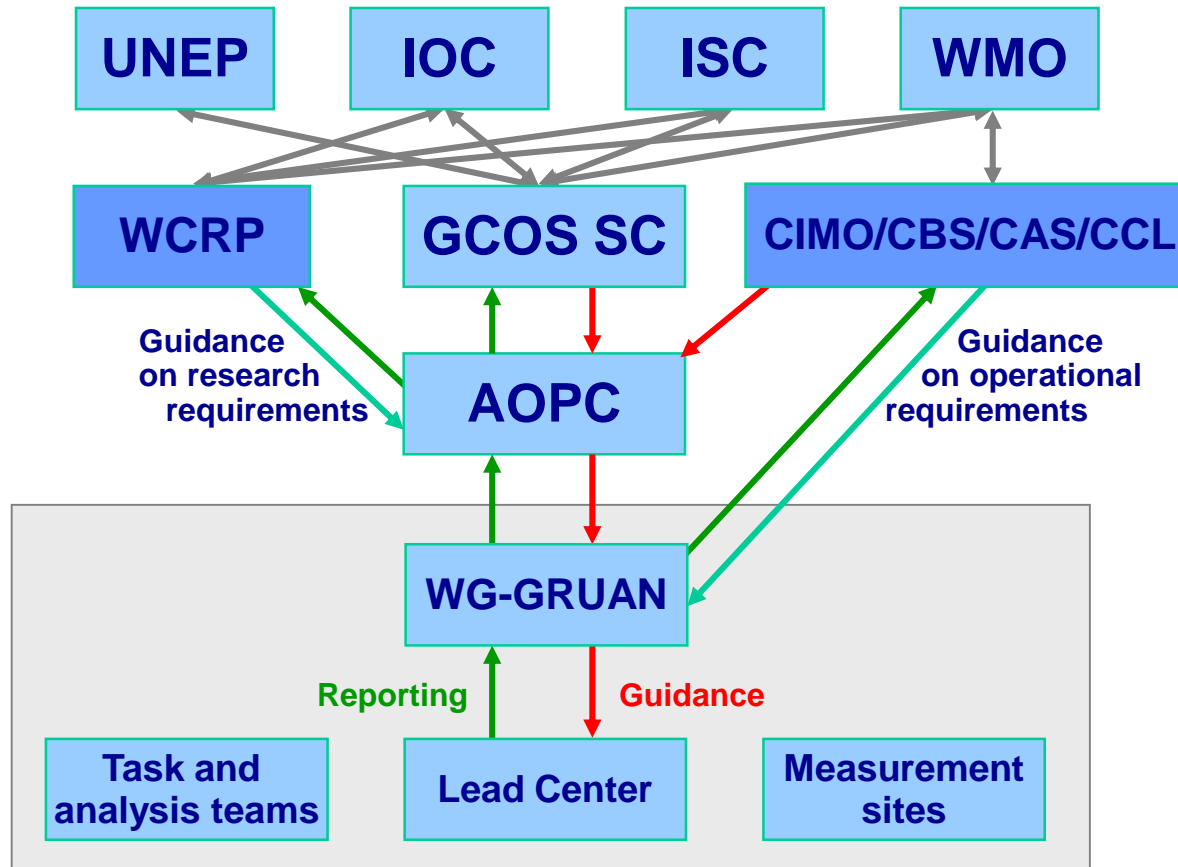 UNEP
IOC
ISC
WMO
WCRP
GCOS SC
CIMO/CBS/CAS/CCL
Guidance
on research
requirements
AOPC
Guidance
on operational
requirements
WG-GRUAN
Reporting
Guidance
Task and
analysis teams
Lead Center
Measurement
sites